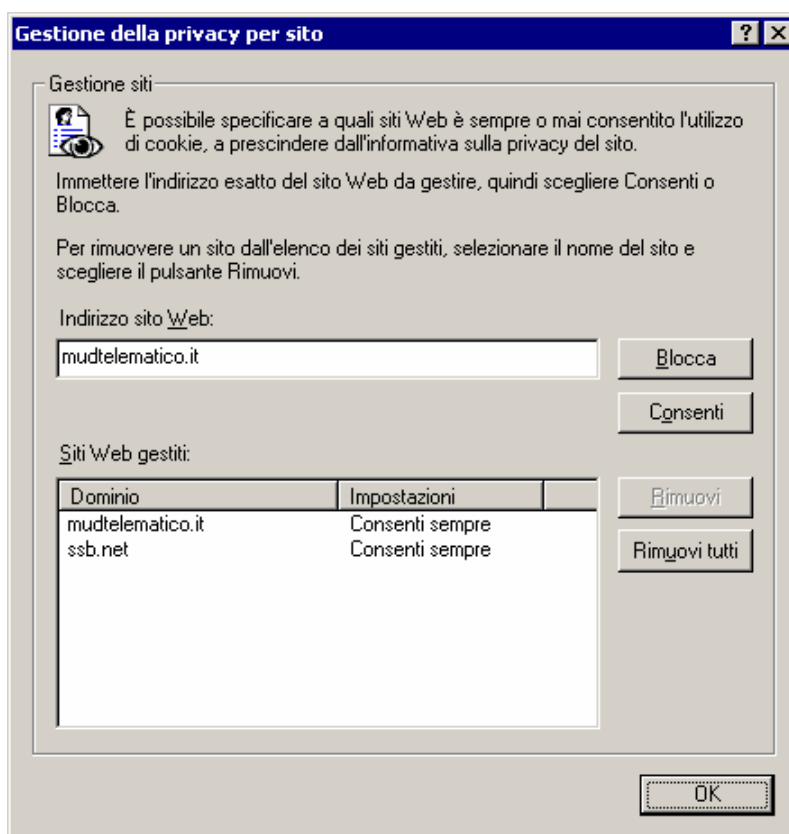 Gestione della privacy per sito
Gestione siti
È possibile specificare a quali siti Web è sempre o mai consentito l'utilizzo
di cookie, a prescindere dall'informativa sulla privacy del sito.
Immettere l'indirizzo esatto del sito Web da gestire, quindi scegliere Consenti o
Blocca.
Per rimuovere un sito dall'elenco dei siti gestiti, selezionare il nome del sito e
scegliere il pulsante Rimuovi.
Indirizzo sito Web:
mudtelematico.it
Blocca
Consenti
Siti Web gestiti:
Dominio Impostazioni
mudtelematico.it Consenti sempre
ssb.net Consenti sempre
Rimuovi
Rimuovi tutti
OK